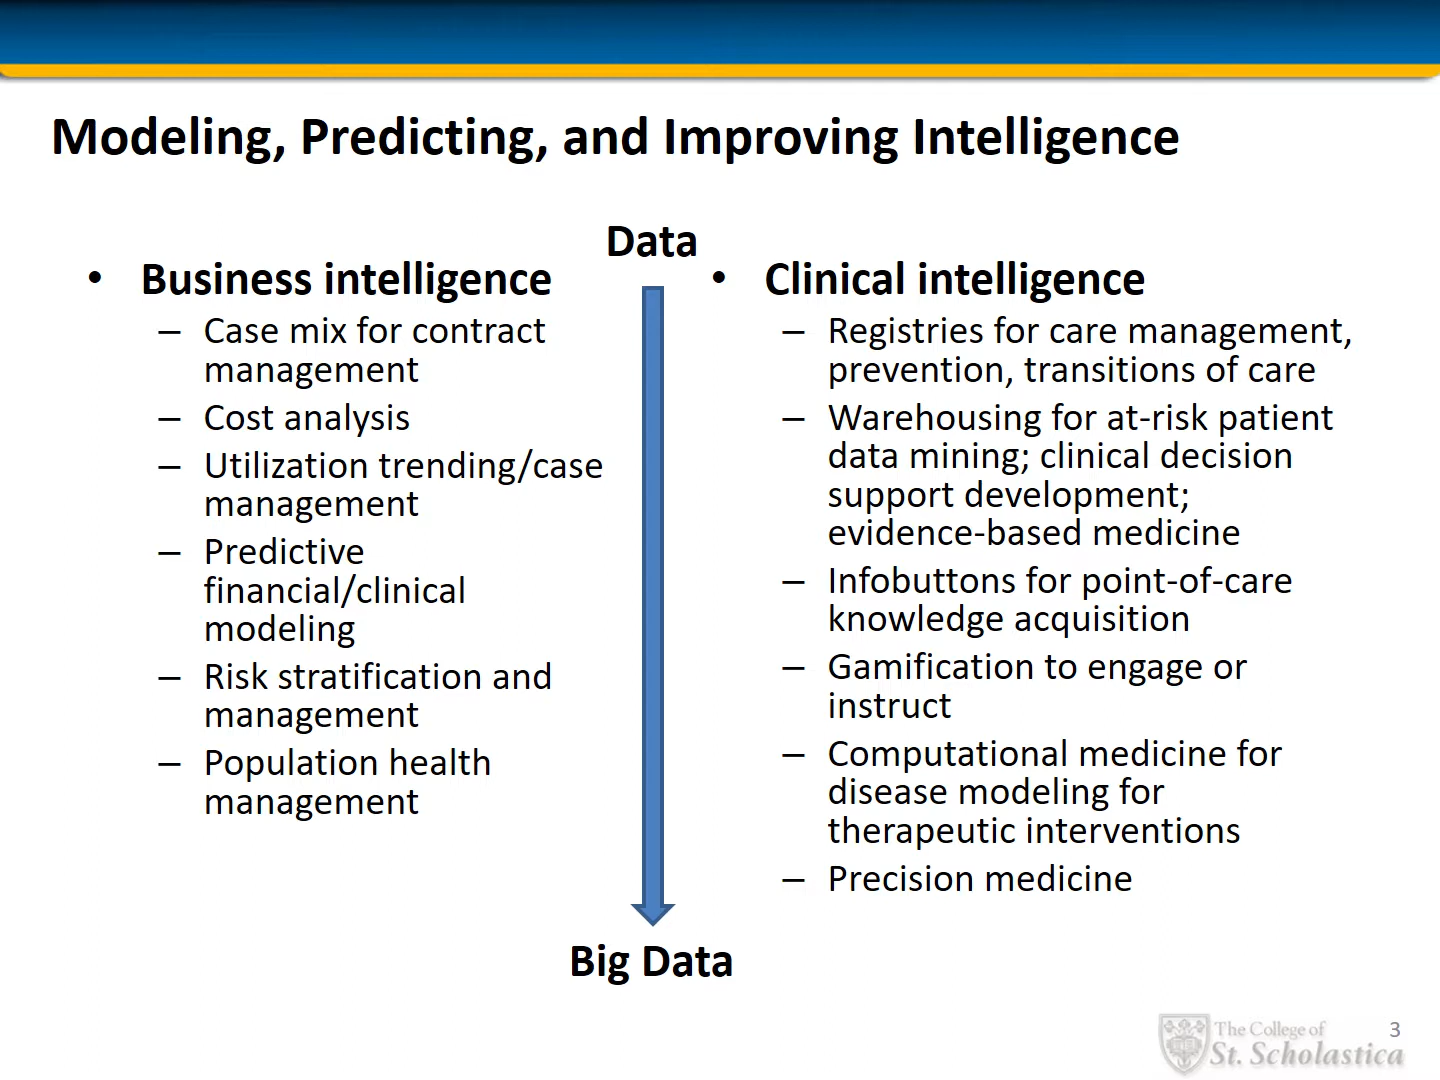 Modeling, Predicting, and Improving Intelligence
Data
• Business intelligence
– Case mix for contract
management
– Cost analysis
– Utilization trending/case
management
– Predictive
financial/clinical
modeling
– Risk stratification and
management
– Population health
management
• Clinical intelligence
– Registries for care management,
prevention, transitions of care
– Warehousing for at-risk patient
data mining; clinical decision
support development;
evidence-based medicine
– Infobuttons for point-of-care
knowledge acquisition
– Gamification to engage or
instruct
– Computational medicine for
disease modeling for
therapeutic interventions
– Precision medicine
Big Data
The College of
St. Scholastica
3